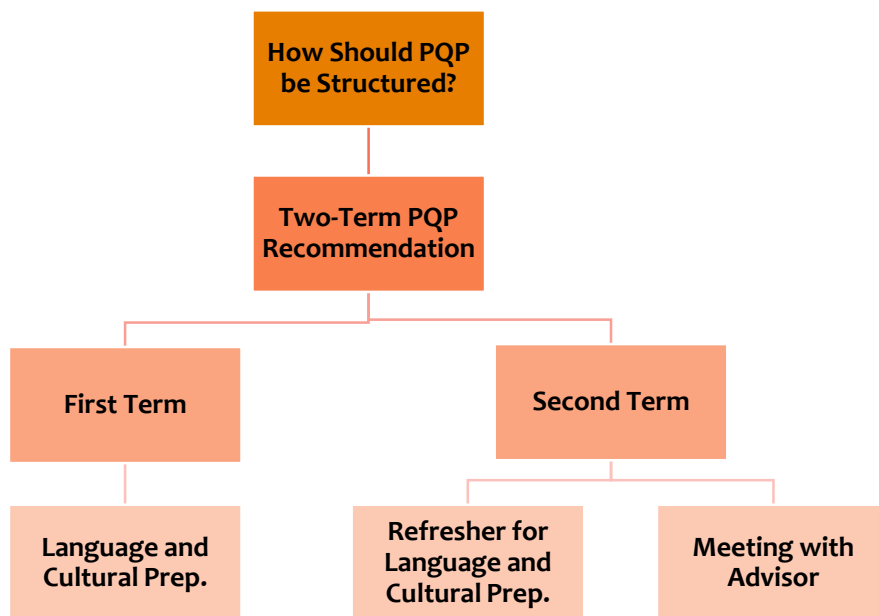 How Should PQP
be Structured?
Two-Term PQP
Recommendation
First Term
Second Term
Language and
Cultural Prep.
Refresher for
Language and
Cultural Prep.
Meeting with
Advisor